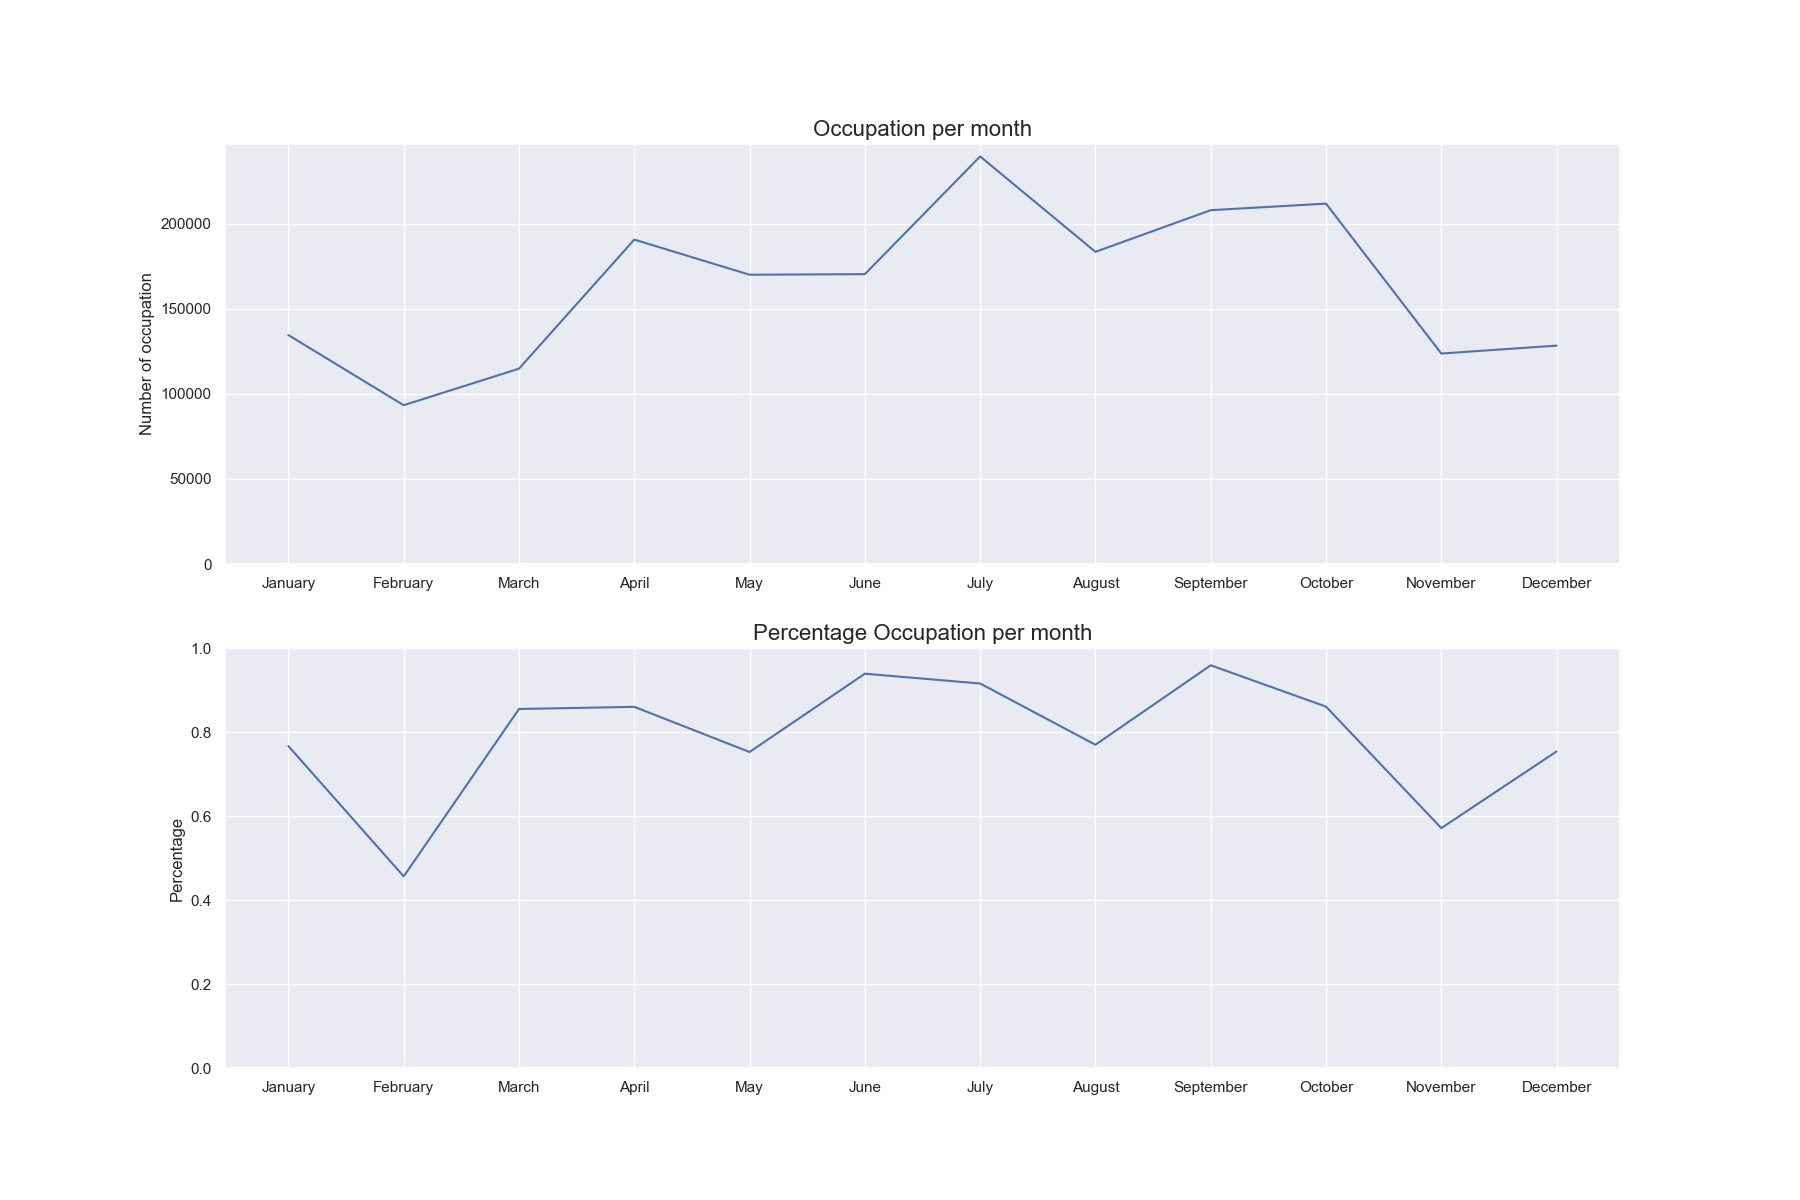 Occupation per month
Number of occupation
200000
150000
100000
50000
0
January February March April May June July August September October November December
Percentage Occupation per month
Percentage
1.0
0.8
0.6
0.4
0.2
0.0
January February March April May June July August September October November December